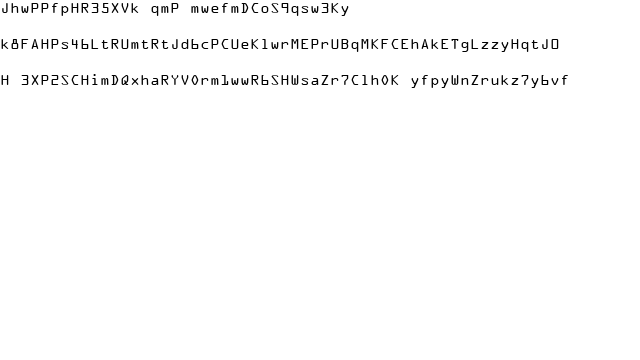 JhwPPfpHR35XVk qmP mwefmDCoS9qsw3Ky
k8FAHPs46LtRUmtRtJd6cPCUeKlwrMEPrUBqMKFCEhAkETgLzzyHqtJO
H 3XP2SCHimDQxhaRYV0rm1wwR6SHWsaZr7Clh0K yfpyWnZrukz7y6vf